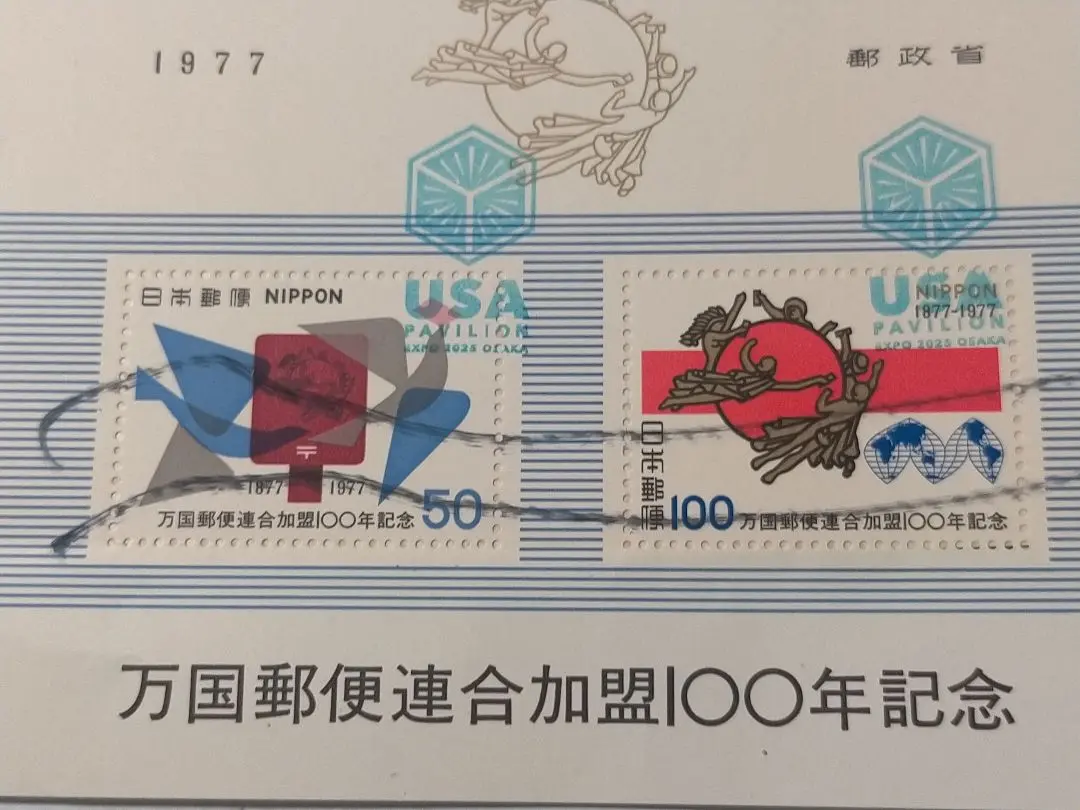 1977
郵政省
日本郵便 NIPPON
USA
PAVILION
EXPO 2025 OSAKA
1877 1977
万国郵便連合加盟100年記念 50
USA
NIPPON
1877-1977
PAVILION
EXPO 2025 OSAKA
日本郵便
100 万国郵便連合加盟100年記念
万国郵便連合加盟100年記念